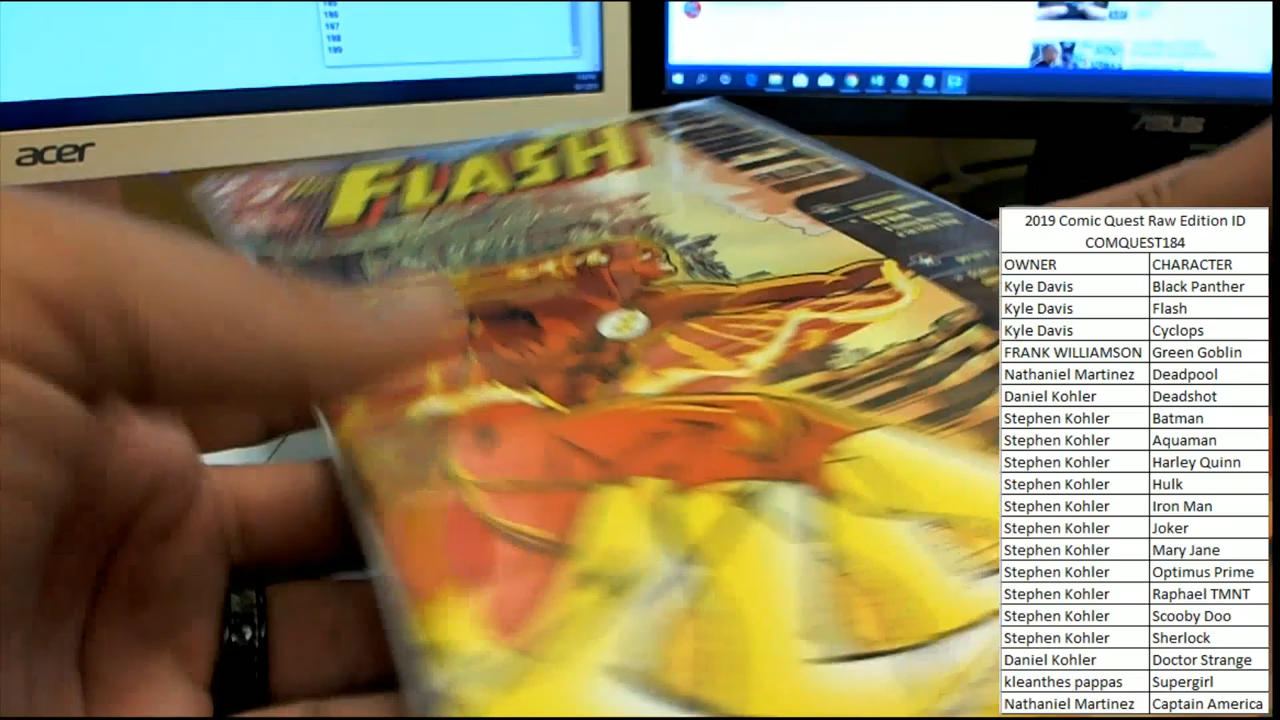 197
198
199
acer
ASUS
FLASH
2019 Comic Quest Raw Edition ID
COMQUEST184
OWNER CHARACTER
Kyle Davis Black Panther
Kyle Davis Flash
Kyle Davis Cyclops
FRANK WILLIAMSON Green Goblin
Nathaniel Martinez Deadpool
Daniel Kohler Deadshot
Stephen Kohler Batman
Stephen Kohler Aquaman
Stephen Kohler Harley Quinn
Stephen Kohler Hulk
Stephen Kohler Iron Man
Stephen Kohler Joker
Stephen Kohler Mary Jane
Stephen Kohler Optimus Prime
Stephen Kohler Raphael TMNT
Stephen Kohler Scooby Doo
Stephen Kohler Sherlock
Daniel Kohler Doctor Strange
kleanthes pappas Supergirl
Nathaniel Martinez Captain America